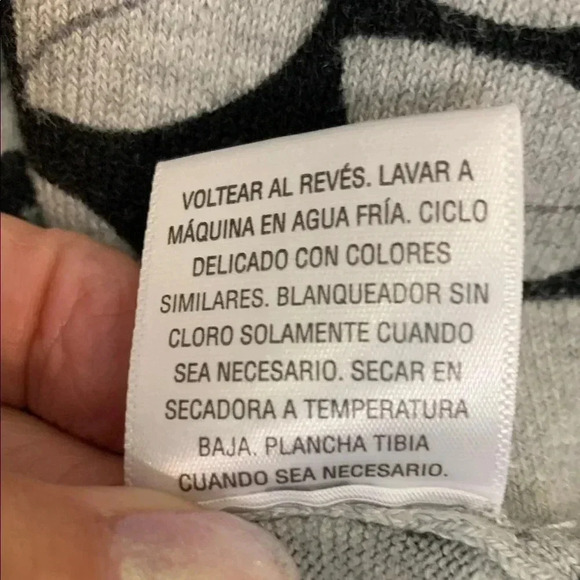 VOLTEAR AL REVÉS. LAVAR A
MÁQUINA EN AGUA FRÍA. CICLO
DELICADO CON COLORES
SIMILARES. BLANQUEADOR SIN
CLORO SOLAMENTE CUANDO
SEA NECESARIO. SECAR EN
SECADORA A TEMPERATURA
BAJA. PLANCHA TIBIA
CUANDO SEA NECESARIO.